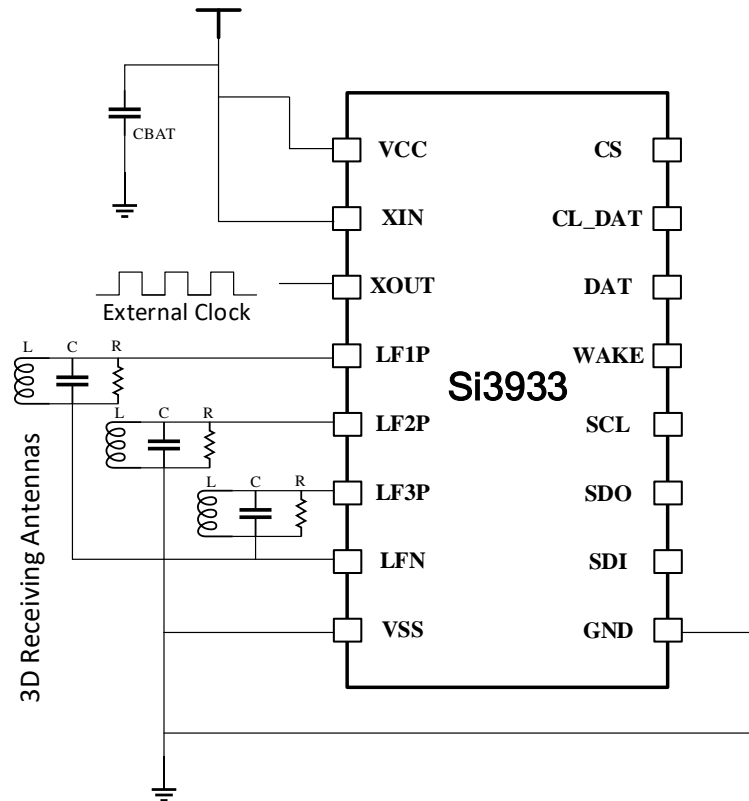 CBAT
VCC
CS
XIN
CL_DAT
XOUT
DAT
External Clock
L C R
LF1P
WAKE
Si3933
L C R
LF2P
SCL
L C R
LF3P
SDO
LFN
SDI
VSS
GND
3D Receiving Antennas